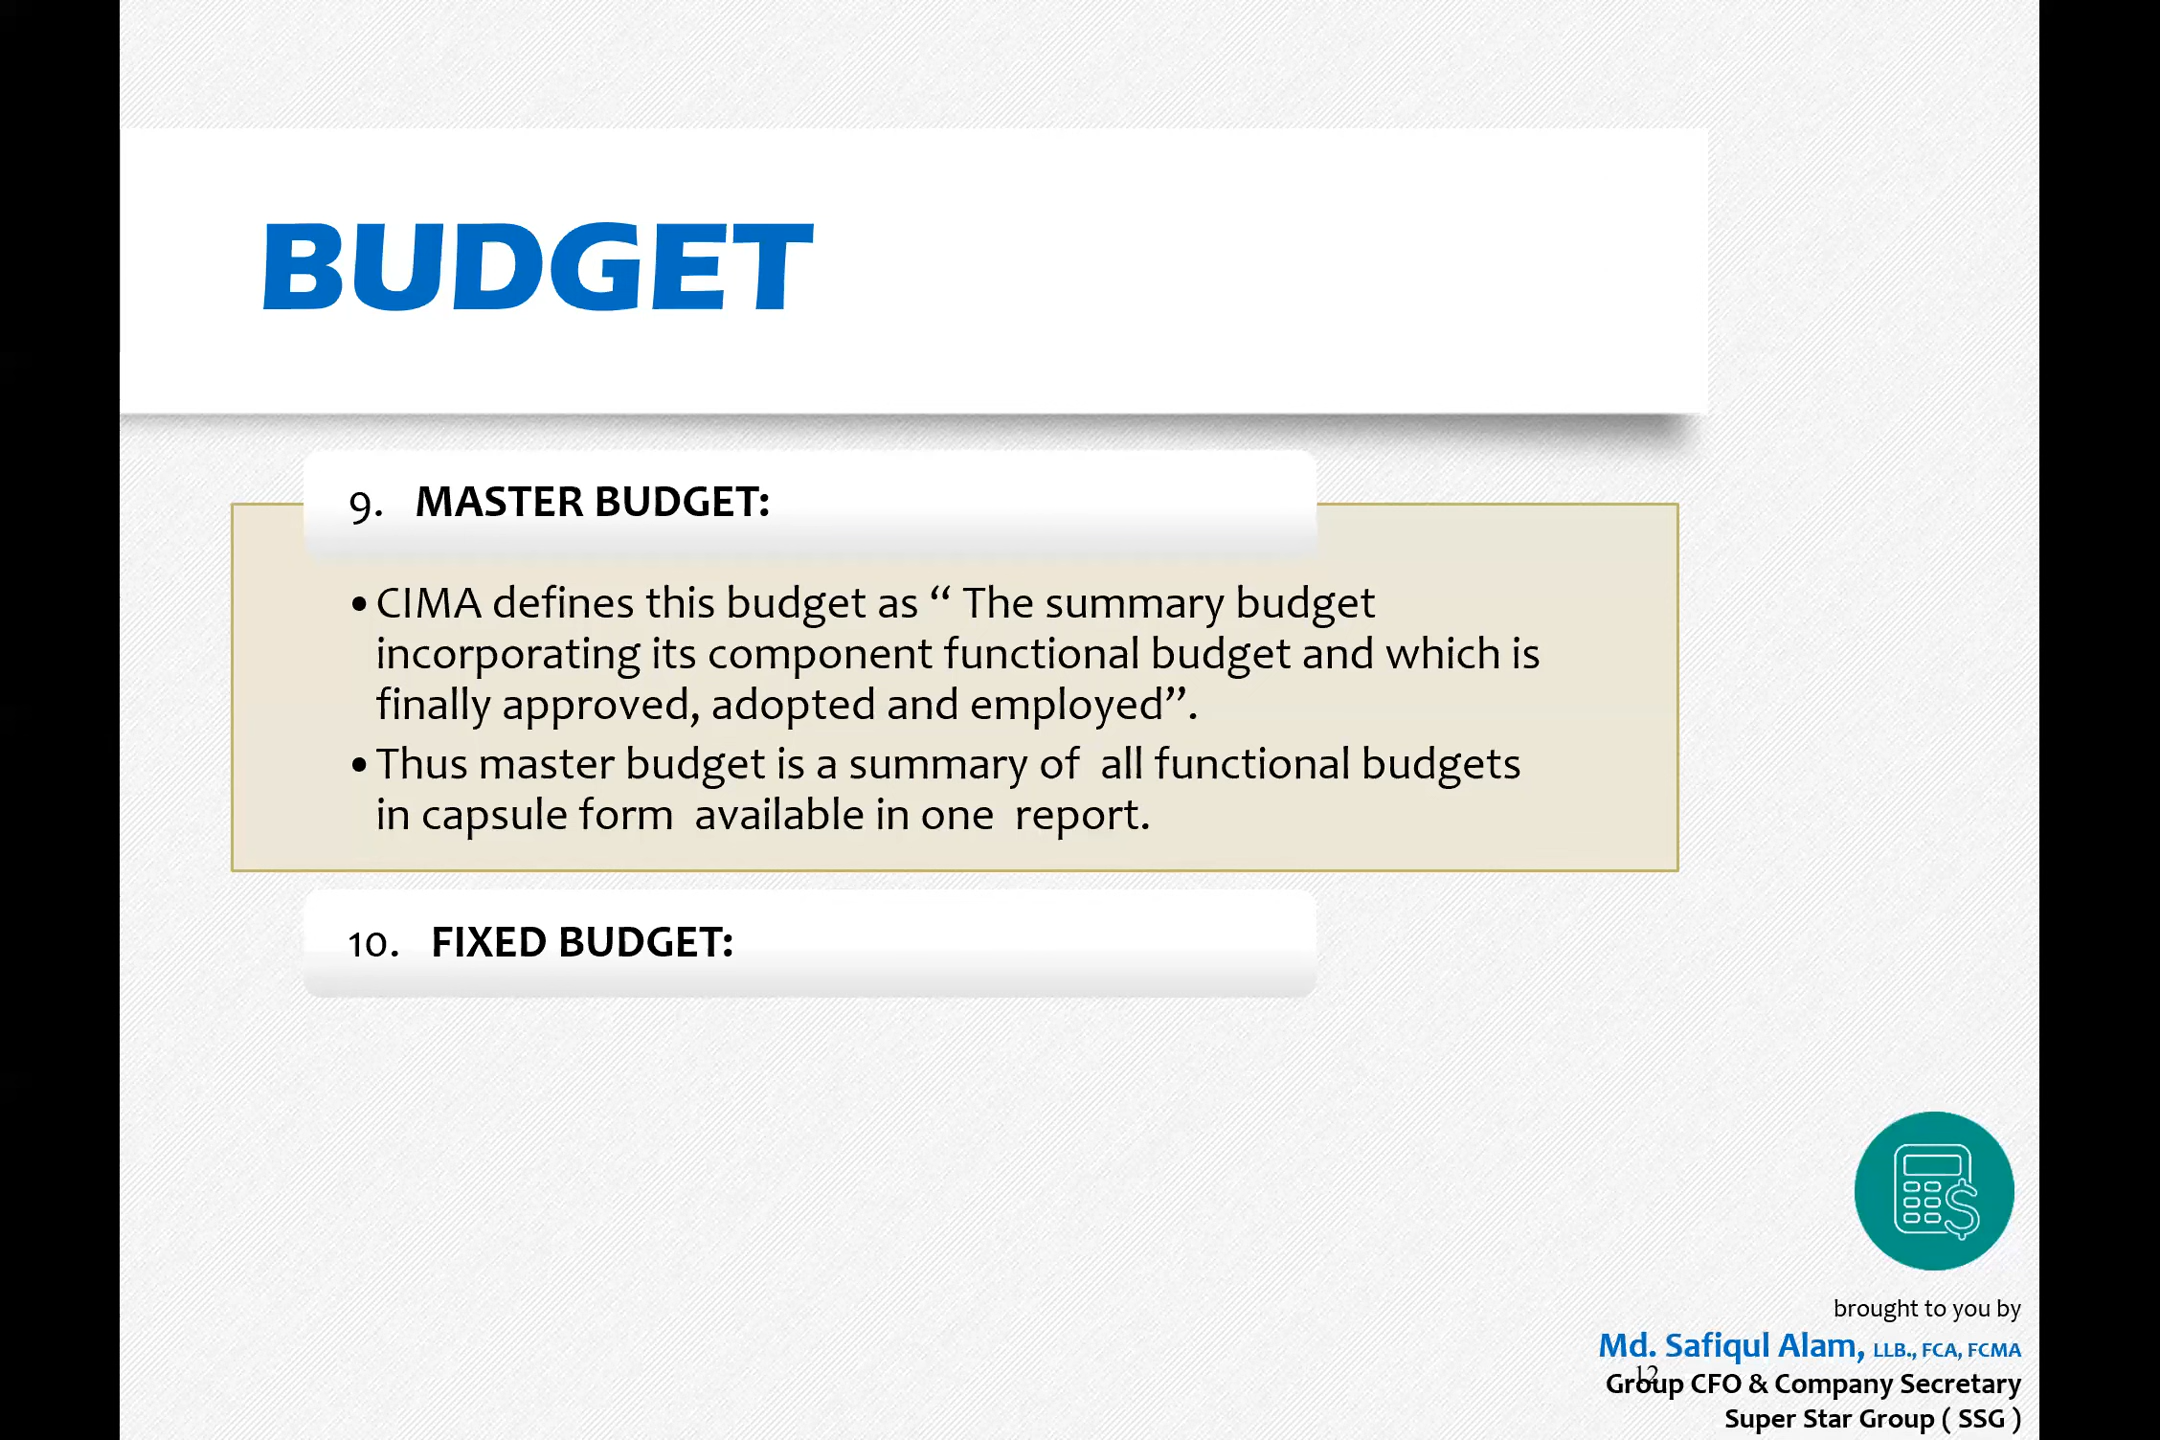 BUDGET
9. MASTER BUDGET:
•CIMA defines this budget as “ The summary budget
incorporating its component functional budget and which is
finally approved, adopted and employed”.
•Thus master budget is a summary of all functional budgets
in capsule form available in one report.
10. FIXED BUDGET:
brought to you by
Md. Safiqul Alam, LLB., FCA, FCMA
12
Group CFO & Company Secretary
Super Star Group ( SSG )